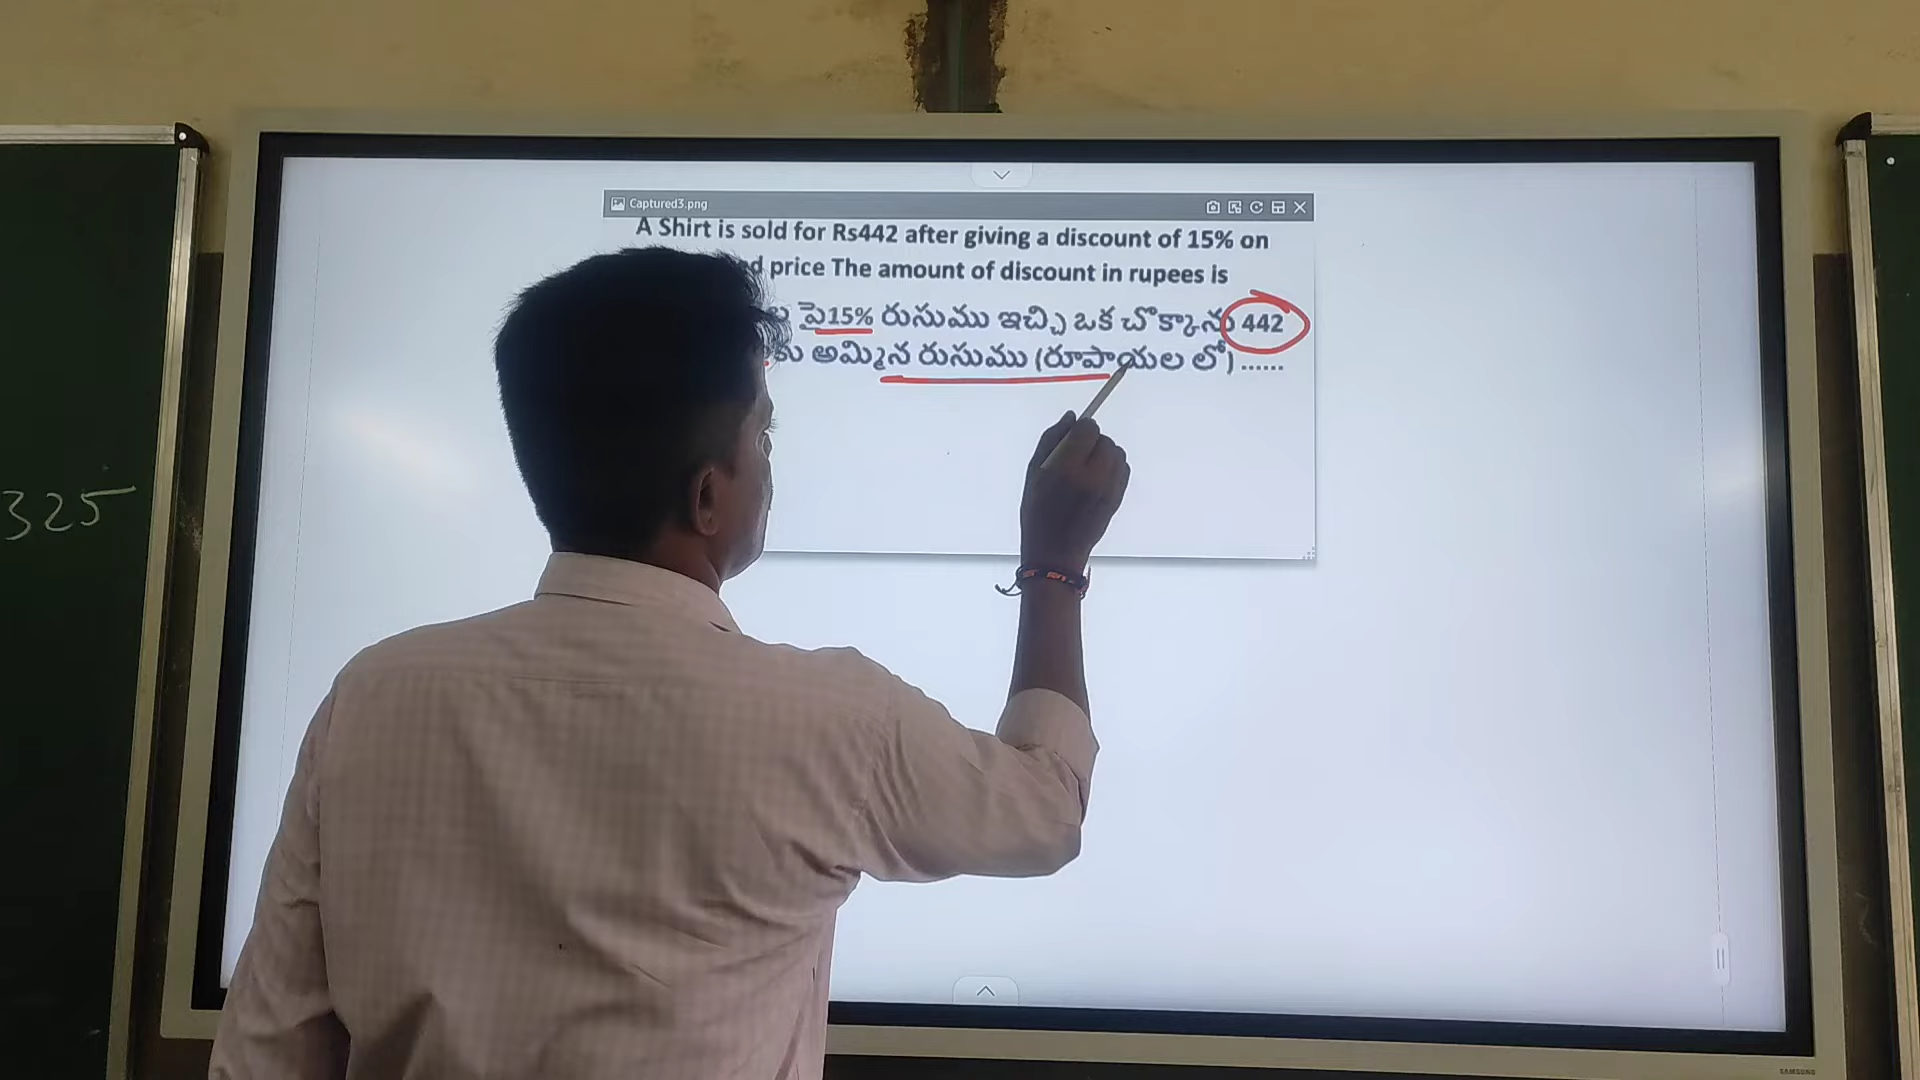 Captured3.png
A Shirt is sold for Rs442 after giving a discount of 15% on
price The amount of discount in rupees is
పై15% రుసుము ఇచ్చి ఒక చొక్కాను 442
అమ్మిన రుసుము (రూపాయల లో) ......
325
SAMSUNG